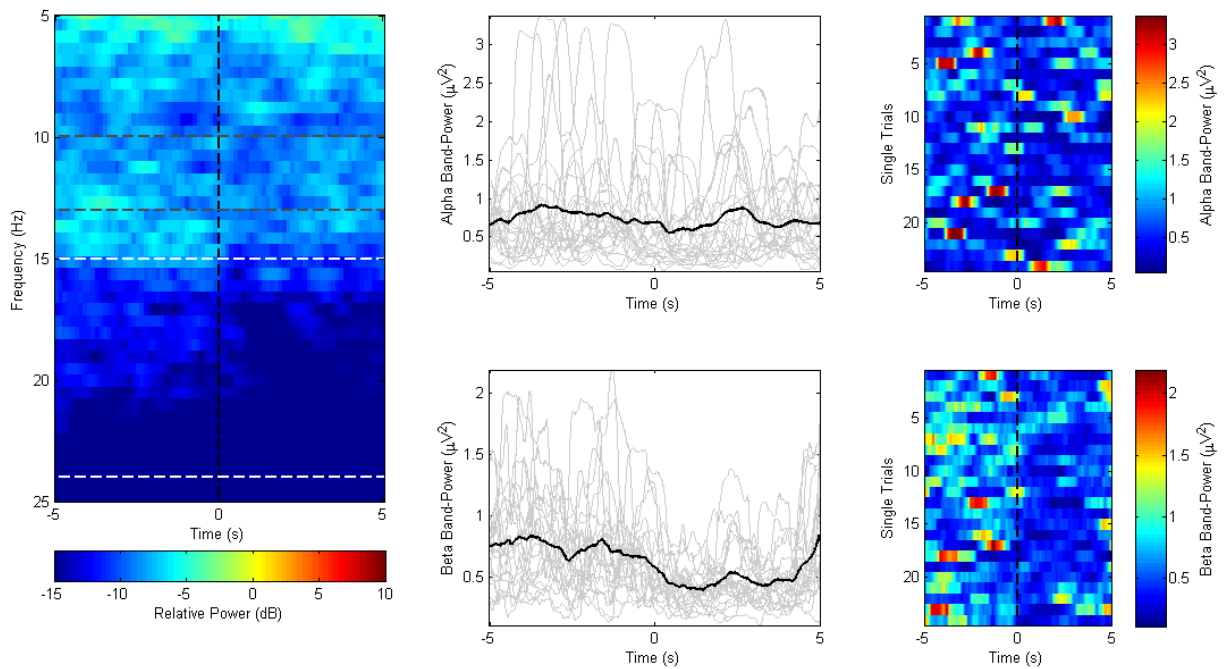 5
10
15
20
25
Frequency (Hz)
-5 0 5
Time (s)
-15 -10 -5 0 5 10
Relative Power (dB)
3
2.5
2
1.5
1
0.5
Alpha Band-Power (μV²)
-5 0 5
Time (s)
5
10
15
20
Single Trials
-5 0 5
Time (s)
3
2.5
2
1.5
1
0.5
Alpha Band-Power (μV²)
2
1.5
1
0.5
Beta Band-Power (μV²)
-5 0 5
Time (s)
5
10
15
20
Single Trials
-5 0 5
Time (s)
2
1.5
1
0.5
Beta Band-Power (μV²)